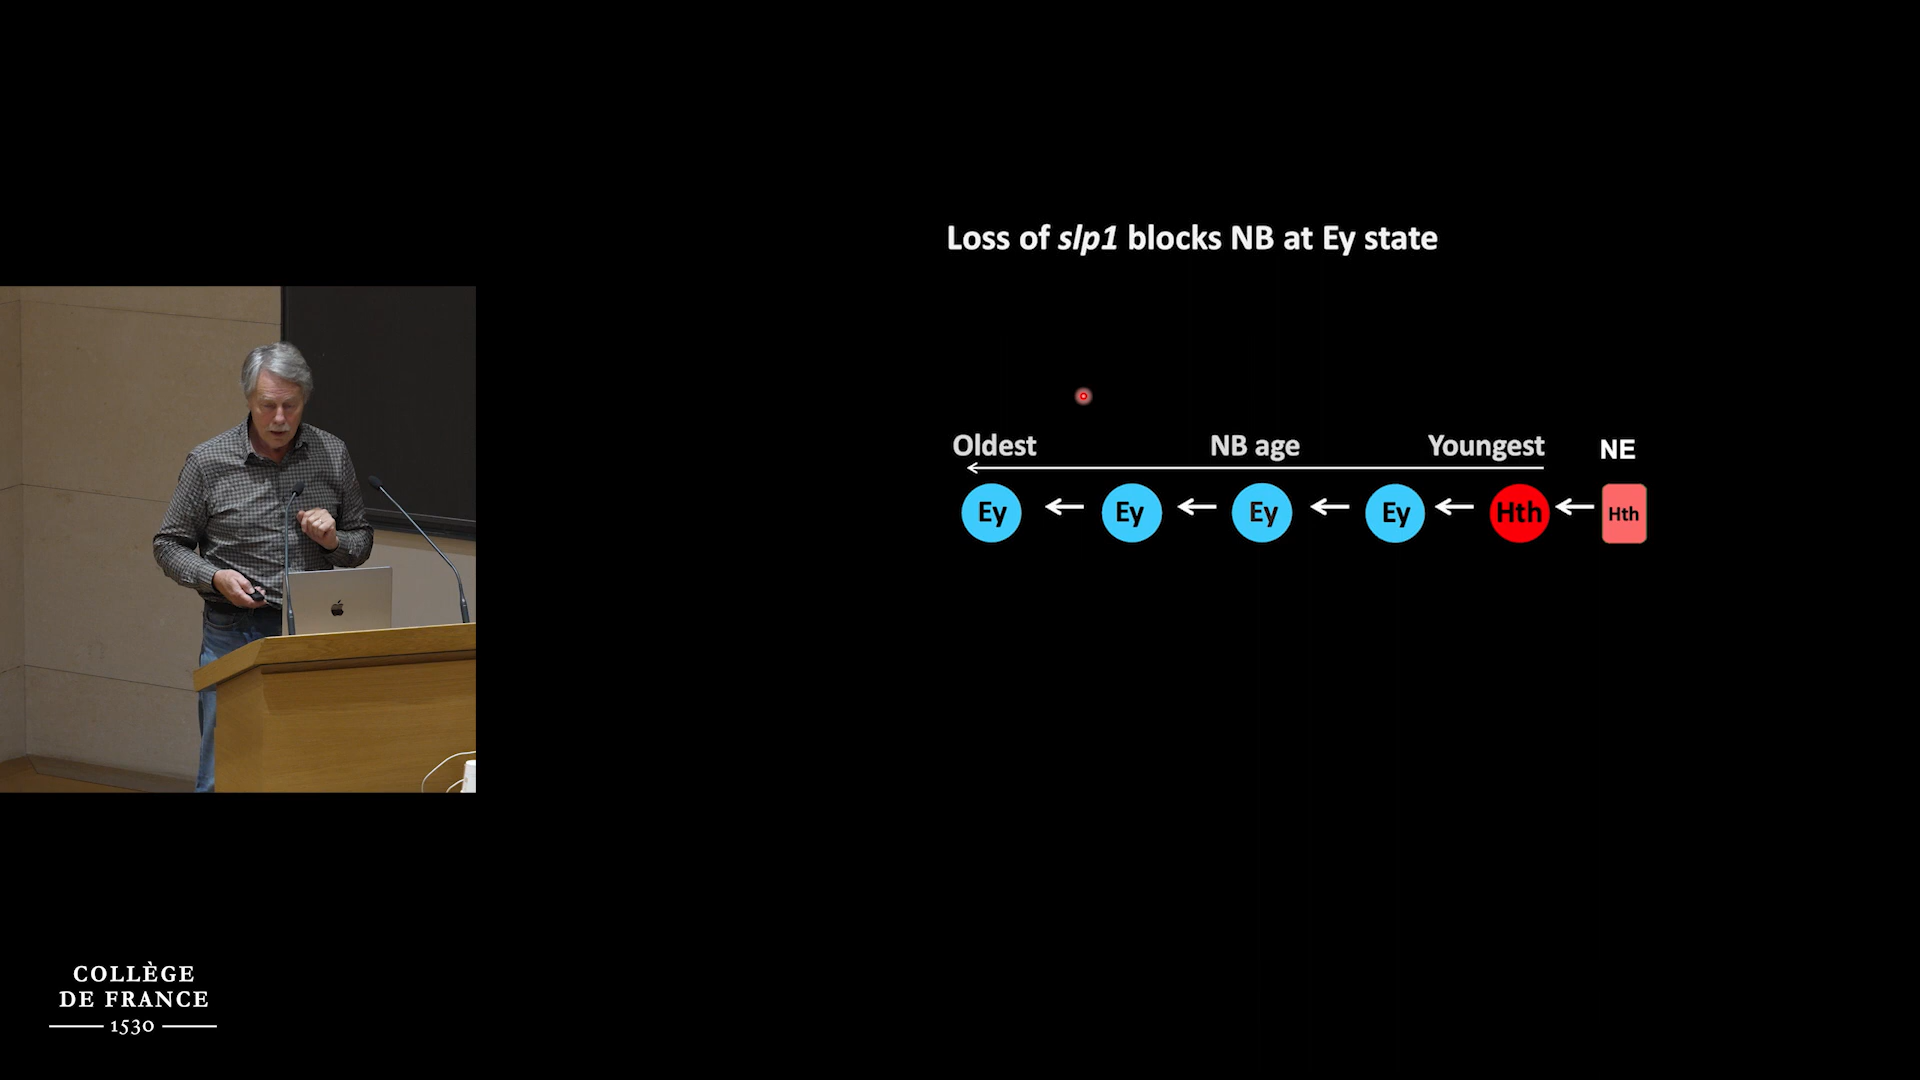 Loss of slp1 blocks NB at Ey state
Oldest NB age Youngest NE
Ey Ey Ey Ey Hth Hth
COLLÈGE
DE FRANCE
1530